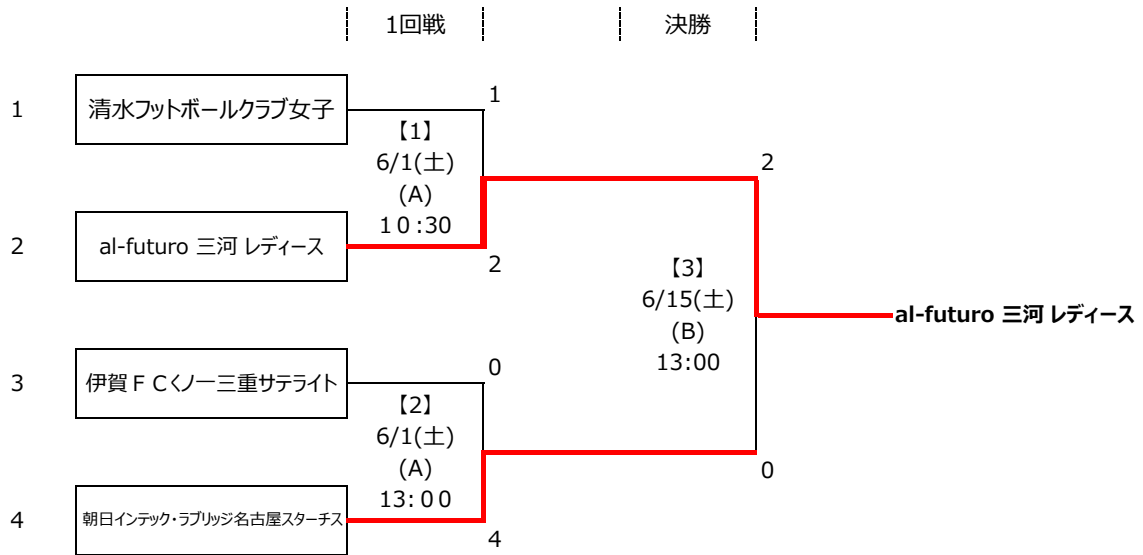 1回戦
決勝
1
清水フットボールクラブ女子
1
【1】
6/1(土)
(A)
10:30
2
al-futuro 三河 レディース
2
2
【3】
6/15(土)
(B)
13:00
al-futuro 三河 レディース
3
伊賀ＦＣくノ一三重サテライト
0
【2】
6/1(土)
(A)
13:00
0
4
朝日インテック・ラブリッジ名古屋スターチス
4